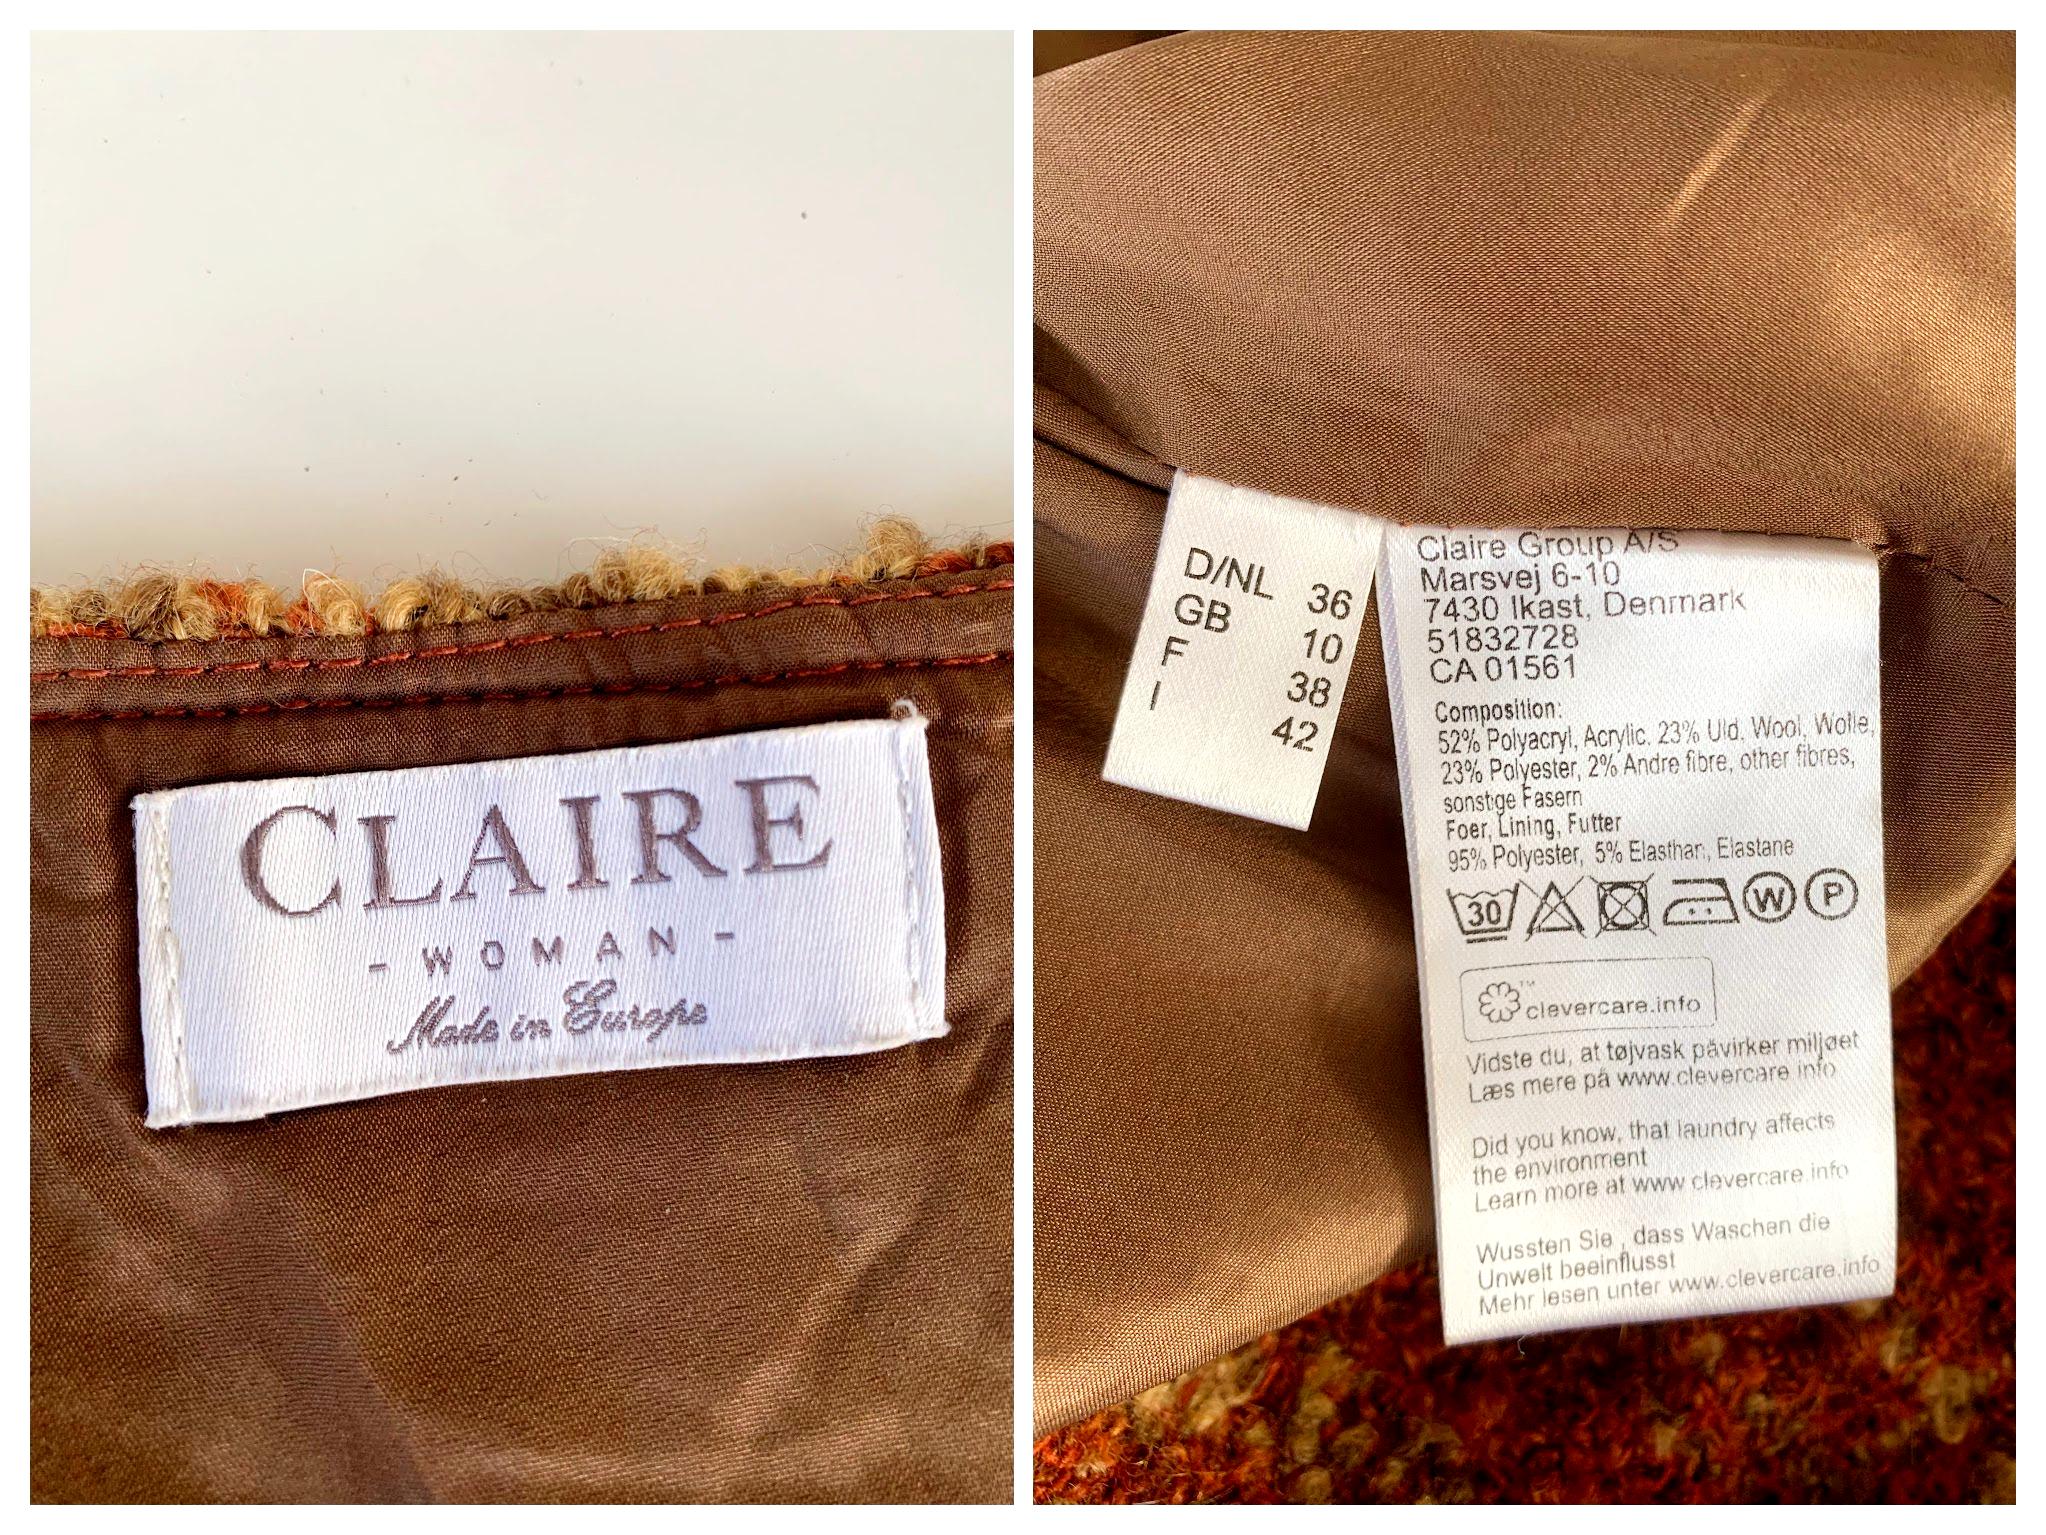 CLAIRE
- WOMAN -
Made in Europe
D/NL 36
GB 10
F 38
I 42
Claire Group A/S
Marsvej 6-10
7430 Ikast, Denmark
51832728
CA 01561
Composition:
52% Polyacryl, Acrylic. 23% Uld. Wool, Wolle,
23% Polyester, 2% Andre fibre, other fibres,
sonstige Fasern
Foer, Lining, Futter
95% Polyester, 5% Elasthan, Elastane
30 W P
clevercare.info
Vidste du, at tøjvask påvirker miljøet
Læs mere på www.clevercare info
Did you know, that laundry affects
the environment
Learn more at www clevercare.info
Wussten Sie , dass Waschen die
Unwelt beeinflusst
Mehr lesen unter www.clevercare.info